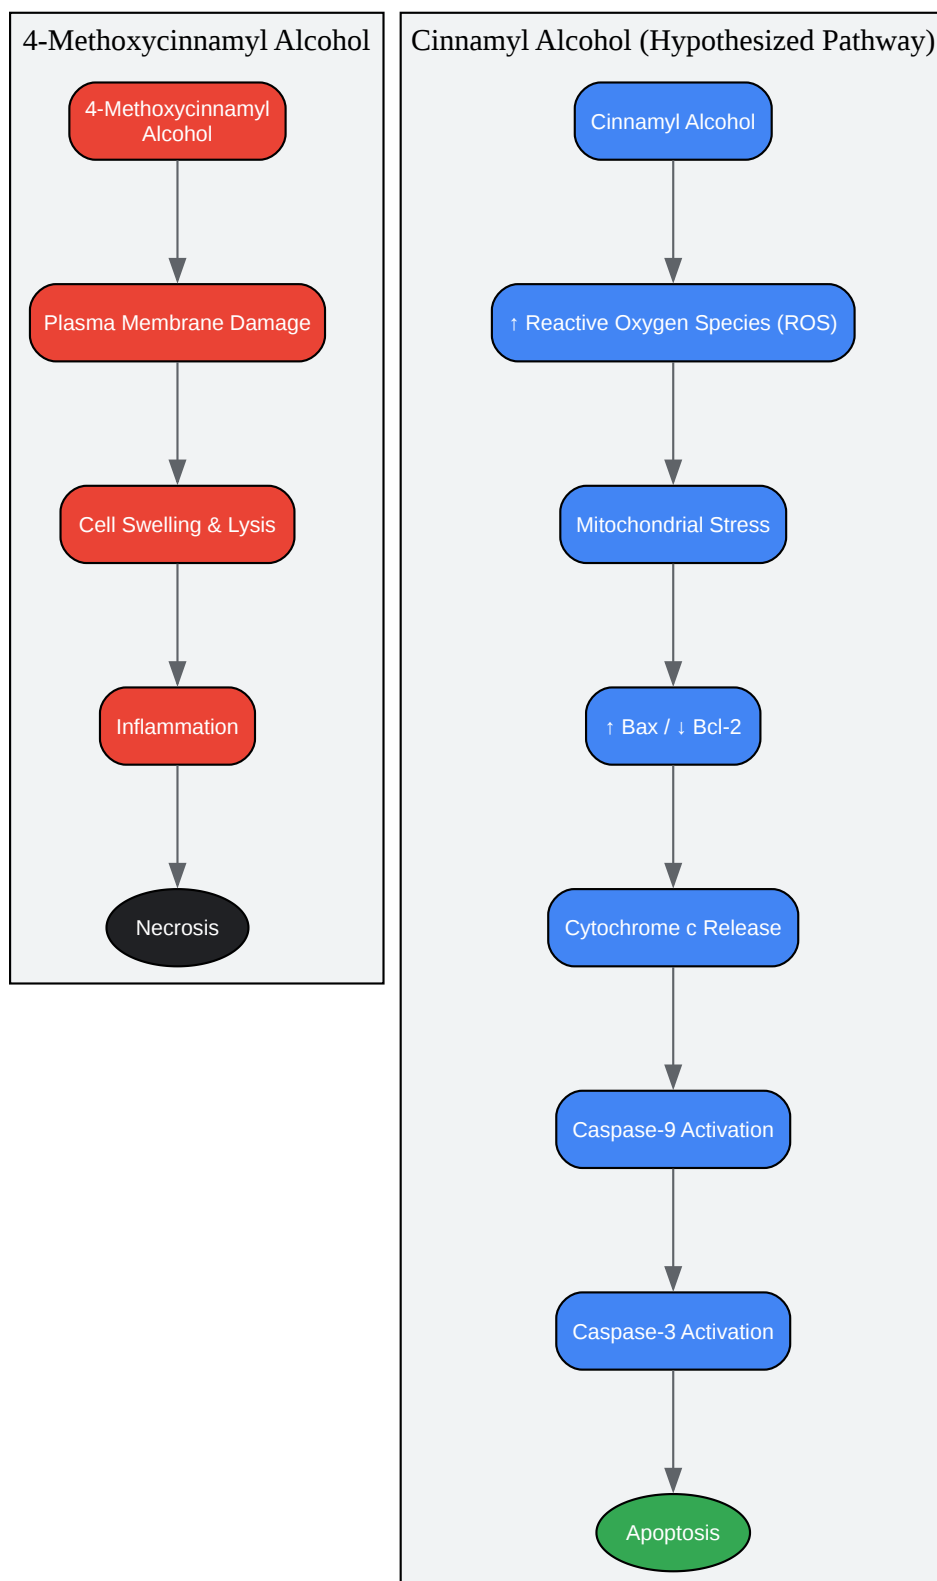 4-Methoxycinnamyl Alcohol
4-Methoxycinnamyl
Alcohol
Plasma Membrane Damage
Cell Swelling & Lysis
Inflammation
Necrosis
Cinnamyl Alcohol (Hypothesized Pathway)
Cinnamyl Alcohol
↑ Reactive Oxygen Species (ROS)
Mitochondrial Stress
↑ Bax / ↓ Bcl-2
Cytochrome c Release
Caspase-9 Activation
Caspase-3 Activation
Apoptosis